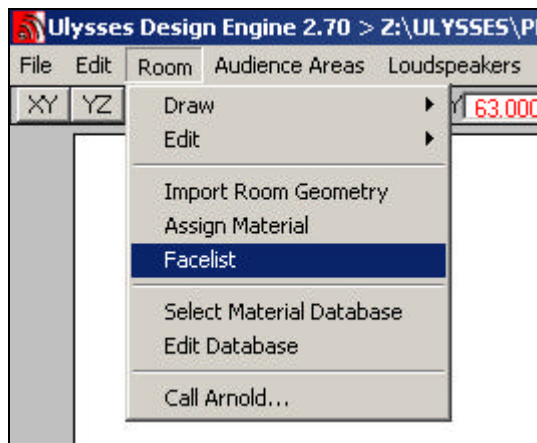 Ulysses Design Engine 2.70 > Z:\ULYSSES\P
File Edit Room Audience Areas Loudspeakers
XY YZ Y 63.000
Draw
Edit
Import Room Geometry
Assign Material
Facelist
Select Material Database
Edit Database
Call Arnold...